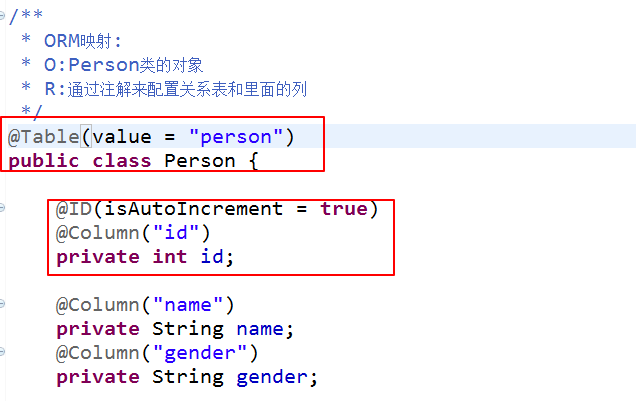 /**
 * ORM映射:
 * O:Person类的对象
 * R:通过注解来配置关系表和里面的列
 */
@Table(value = "person")
public class Person {
@ID(isAutoIncrement = true)
@Column("id")
private int id;
@Column("name")
private String name;
@Column("gender")
private String gender;